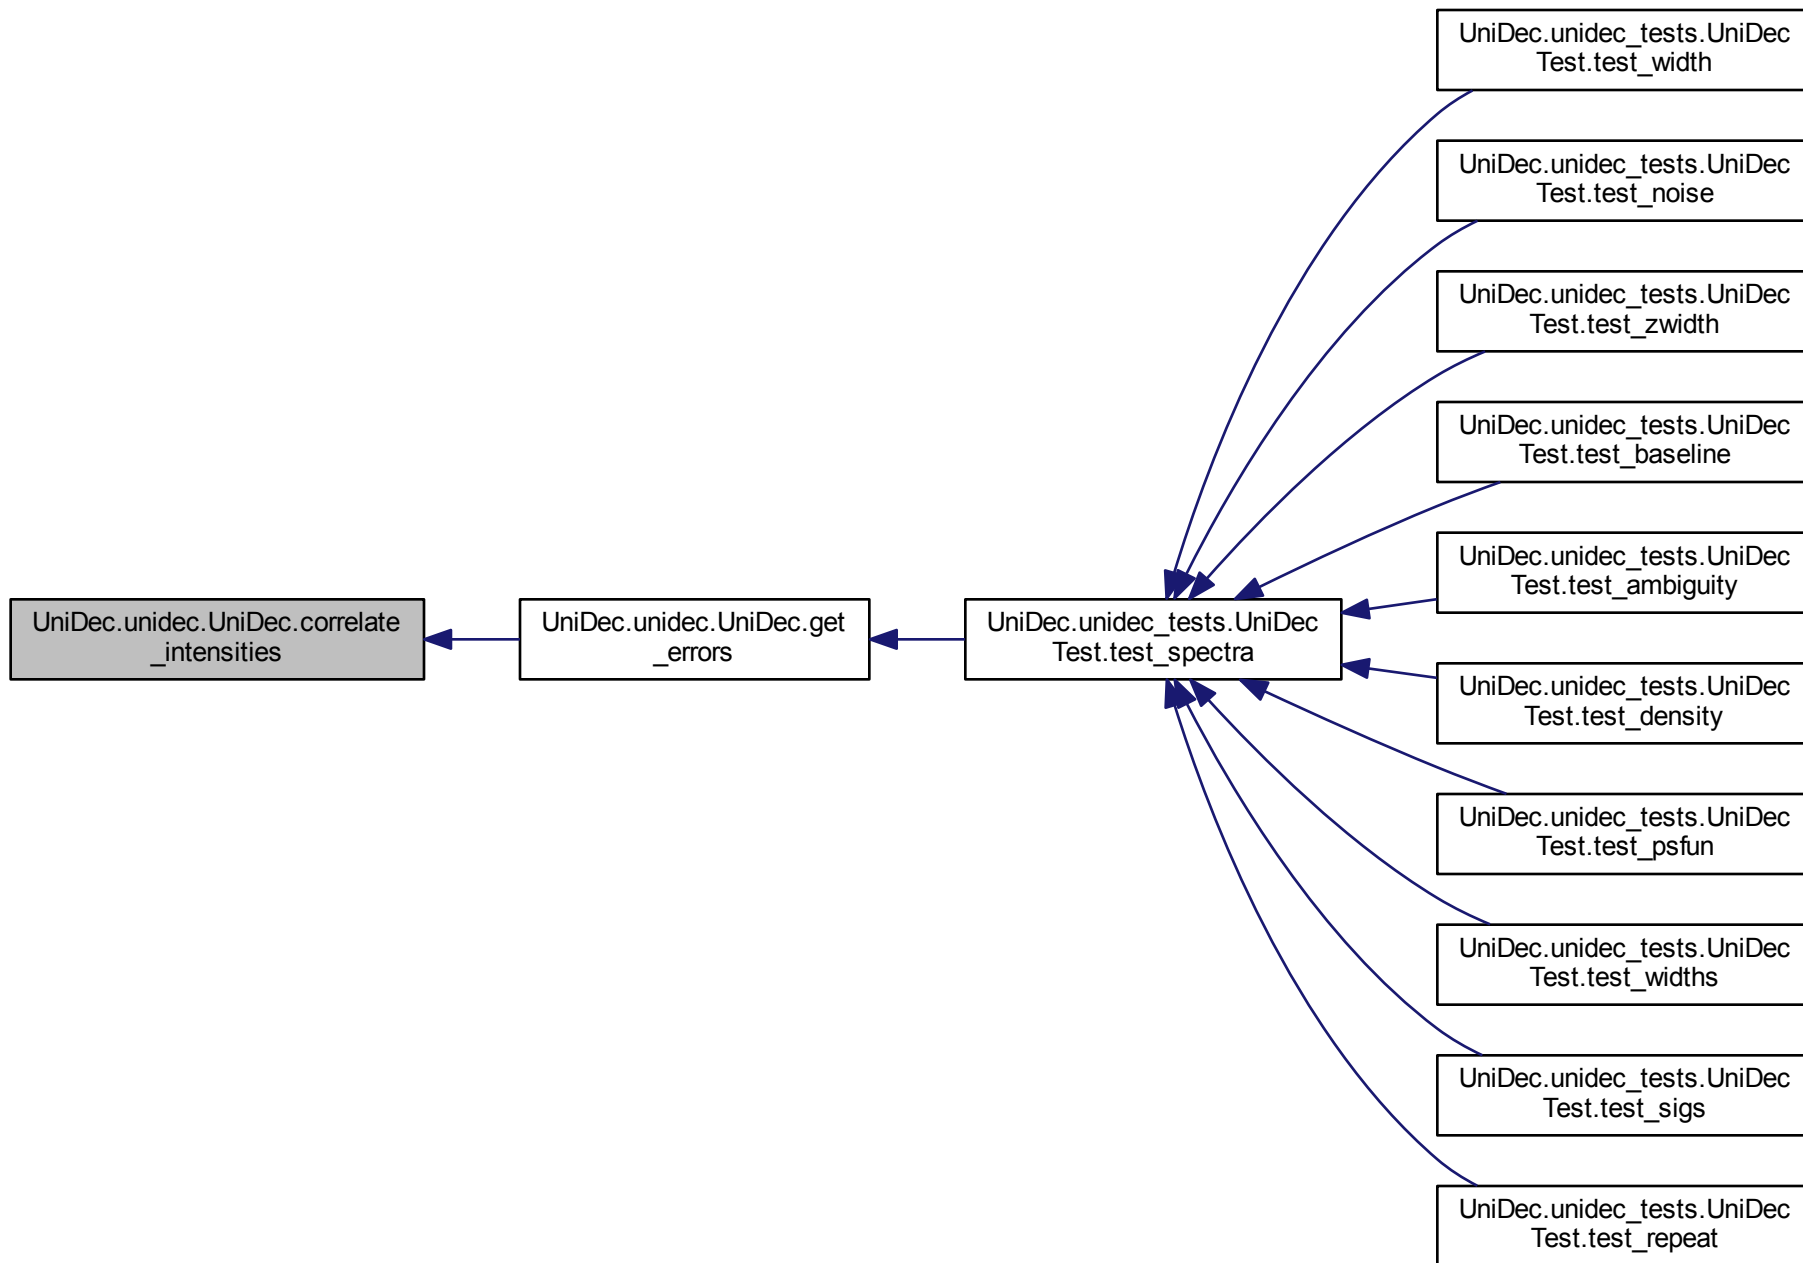 UniDec.unidec_tests.UniDec
Test.test_width
UniDec.unidec_tests.UniDec
Test.test_noise
UniDec.unidec_tests.UniDec
Test.test_zwidth
UniDec.unidec_tests.UniDec
Test.test_baseline
UniDec.unidec_tests.UniDec
Test.test_ambiguity
UniDec.unidec.UniDec.correlate
_intensities
UniDec.unidec.UniDec.get
_errors
UniDec.unidec_tests.UniDec
Test.test_spectra
UniDec.unidec_tests.UniDec
Test.test_density
UniDec.unidec_tests.UniDec
Test.test_psfun
UniDec.unidec_tests.UniDec
Test.test_widths
UniDec.unidec_tests.UniDec
Test.test_sigs
UniDec.unidec_tests.UniDec
Test.test_repeat